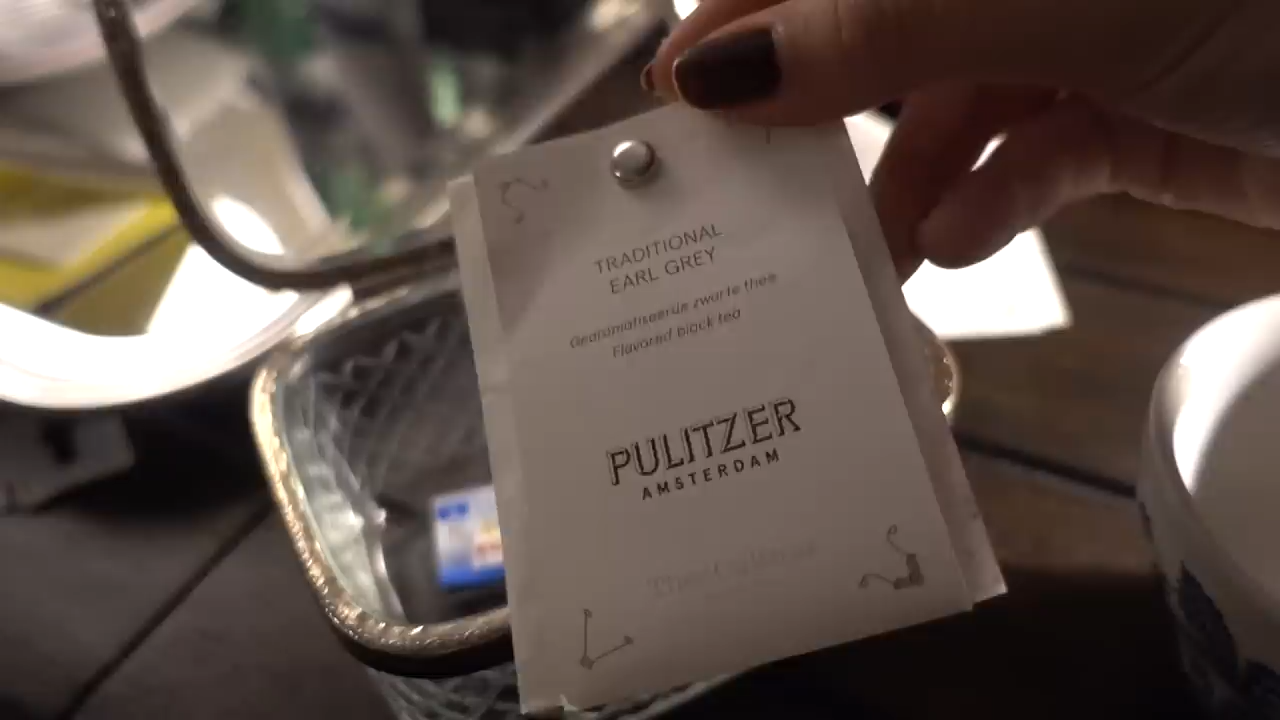 TRADITIONAL
EARL GREY
Gearomatiseerde zwarte thee
Flavored black tea
PULITZER
AMSTERDAM